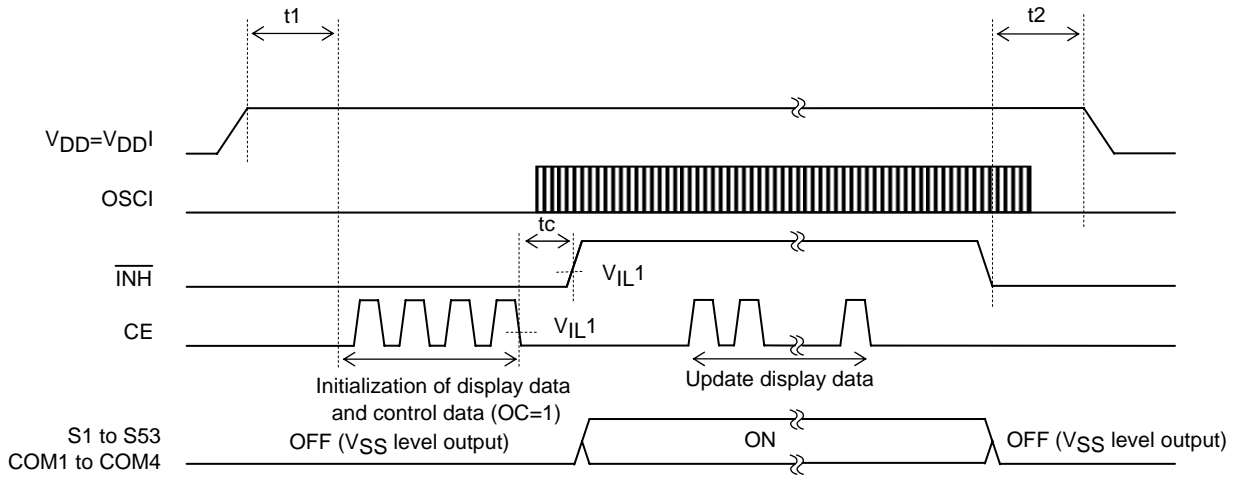 t1
t2
VDD=VDDI
OSCI
tc
INH
VIL1
CE
VIL1
Initialization of display data
and control data (OC=1)
Update display data
S1 to S53
COM1 to COM4
OFF (VSS level output)
ON
OFF (VSS level output)